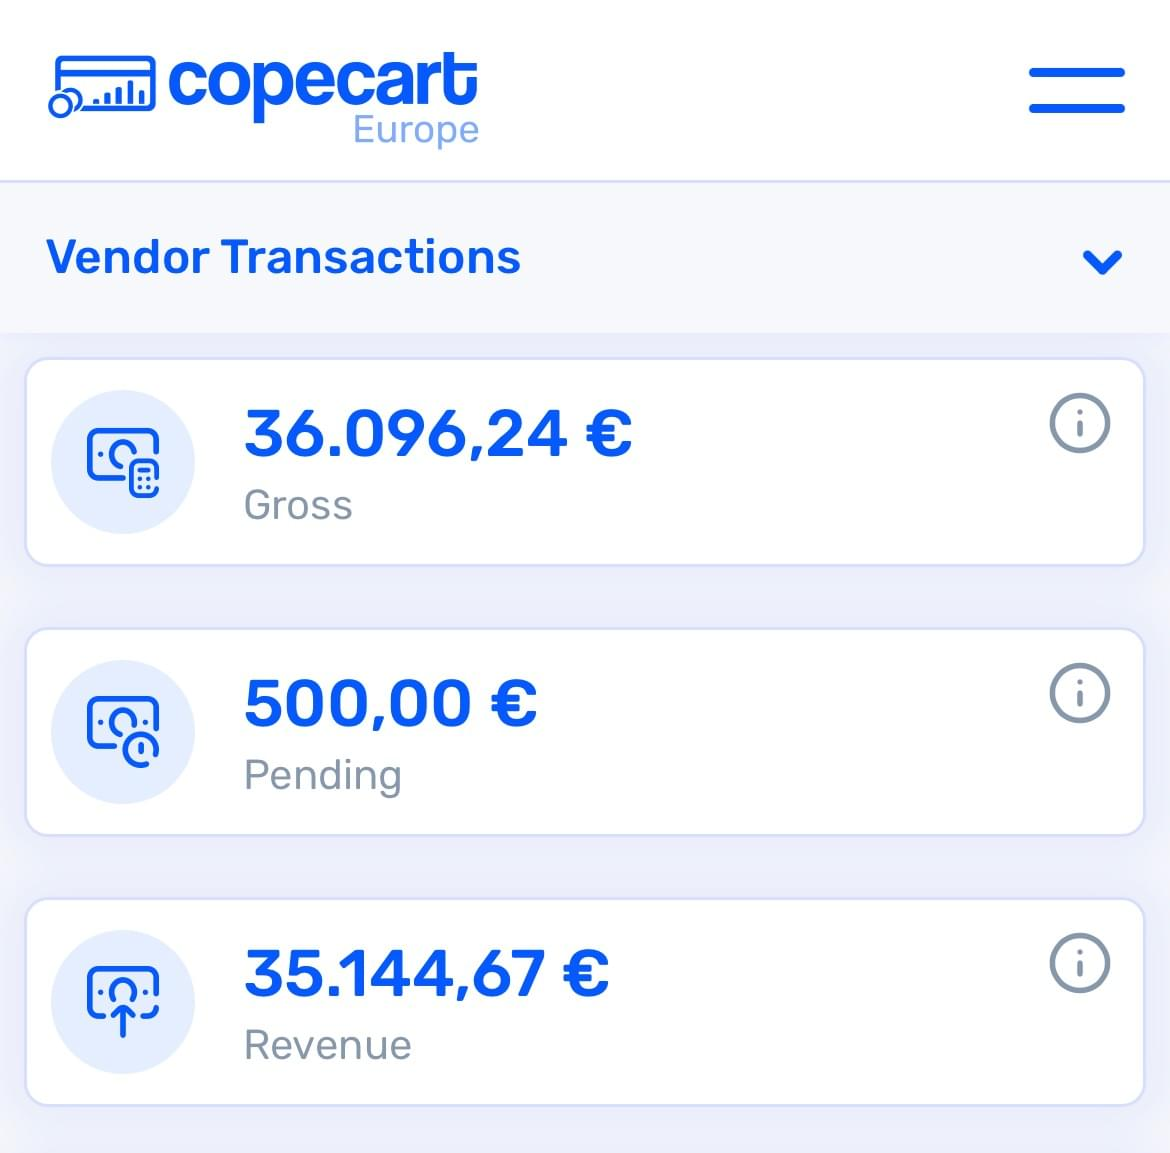 copecart
Europe
Vendor Transactions
36.096,24 €
Gross
500,00 €
Pending
35.144,67 €
Revenue